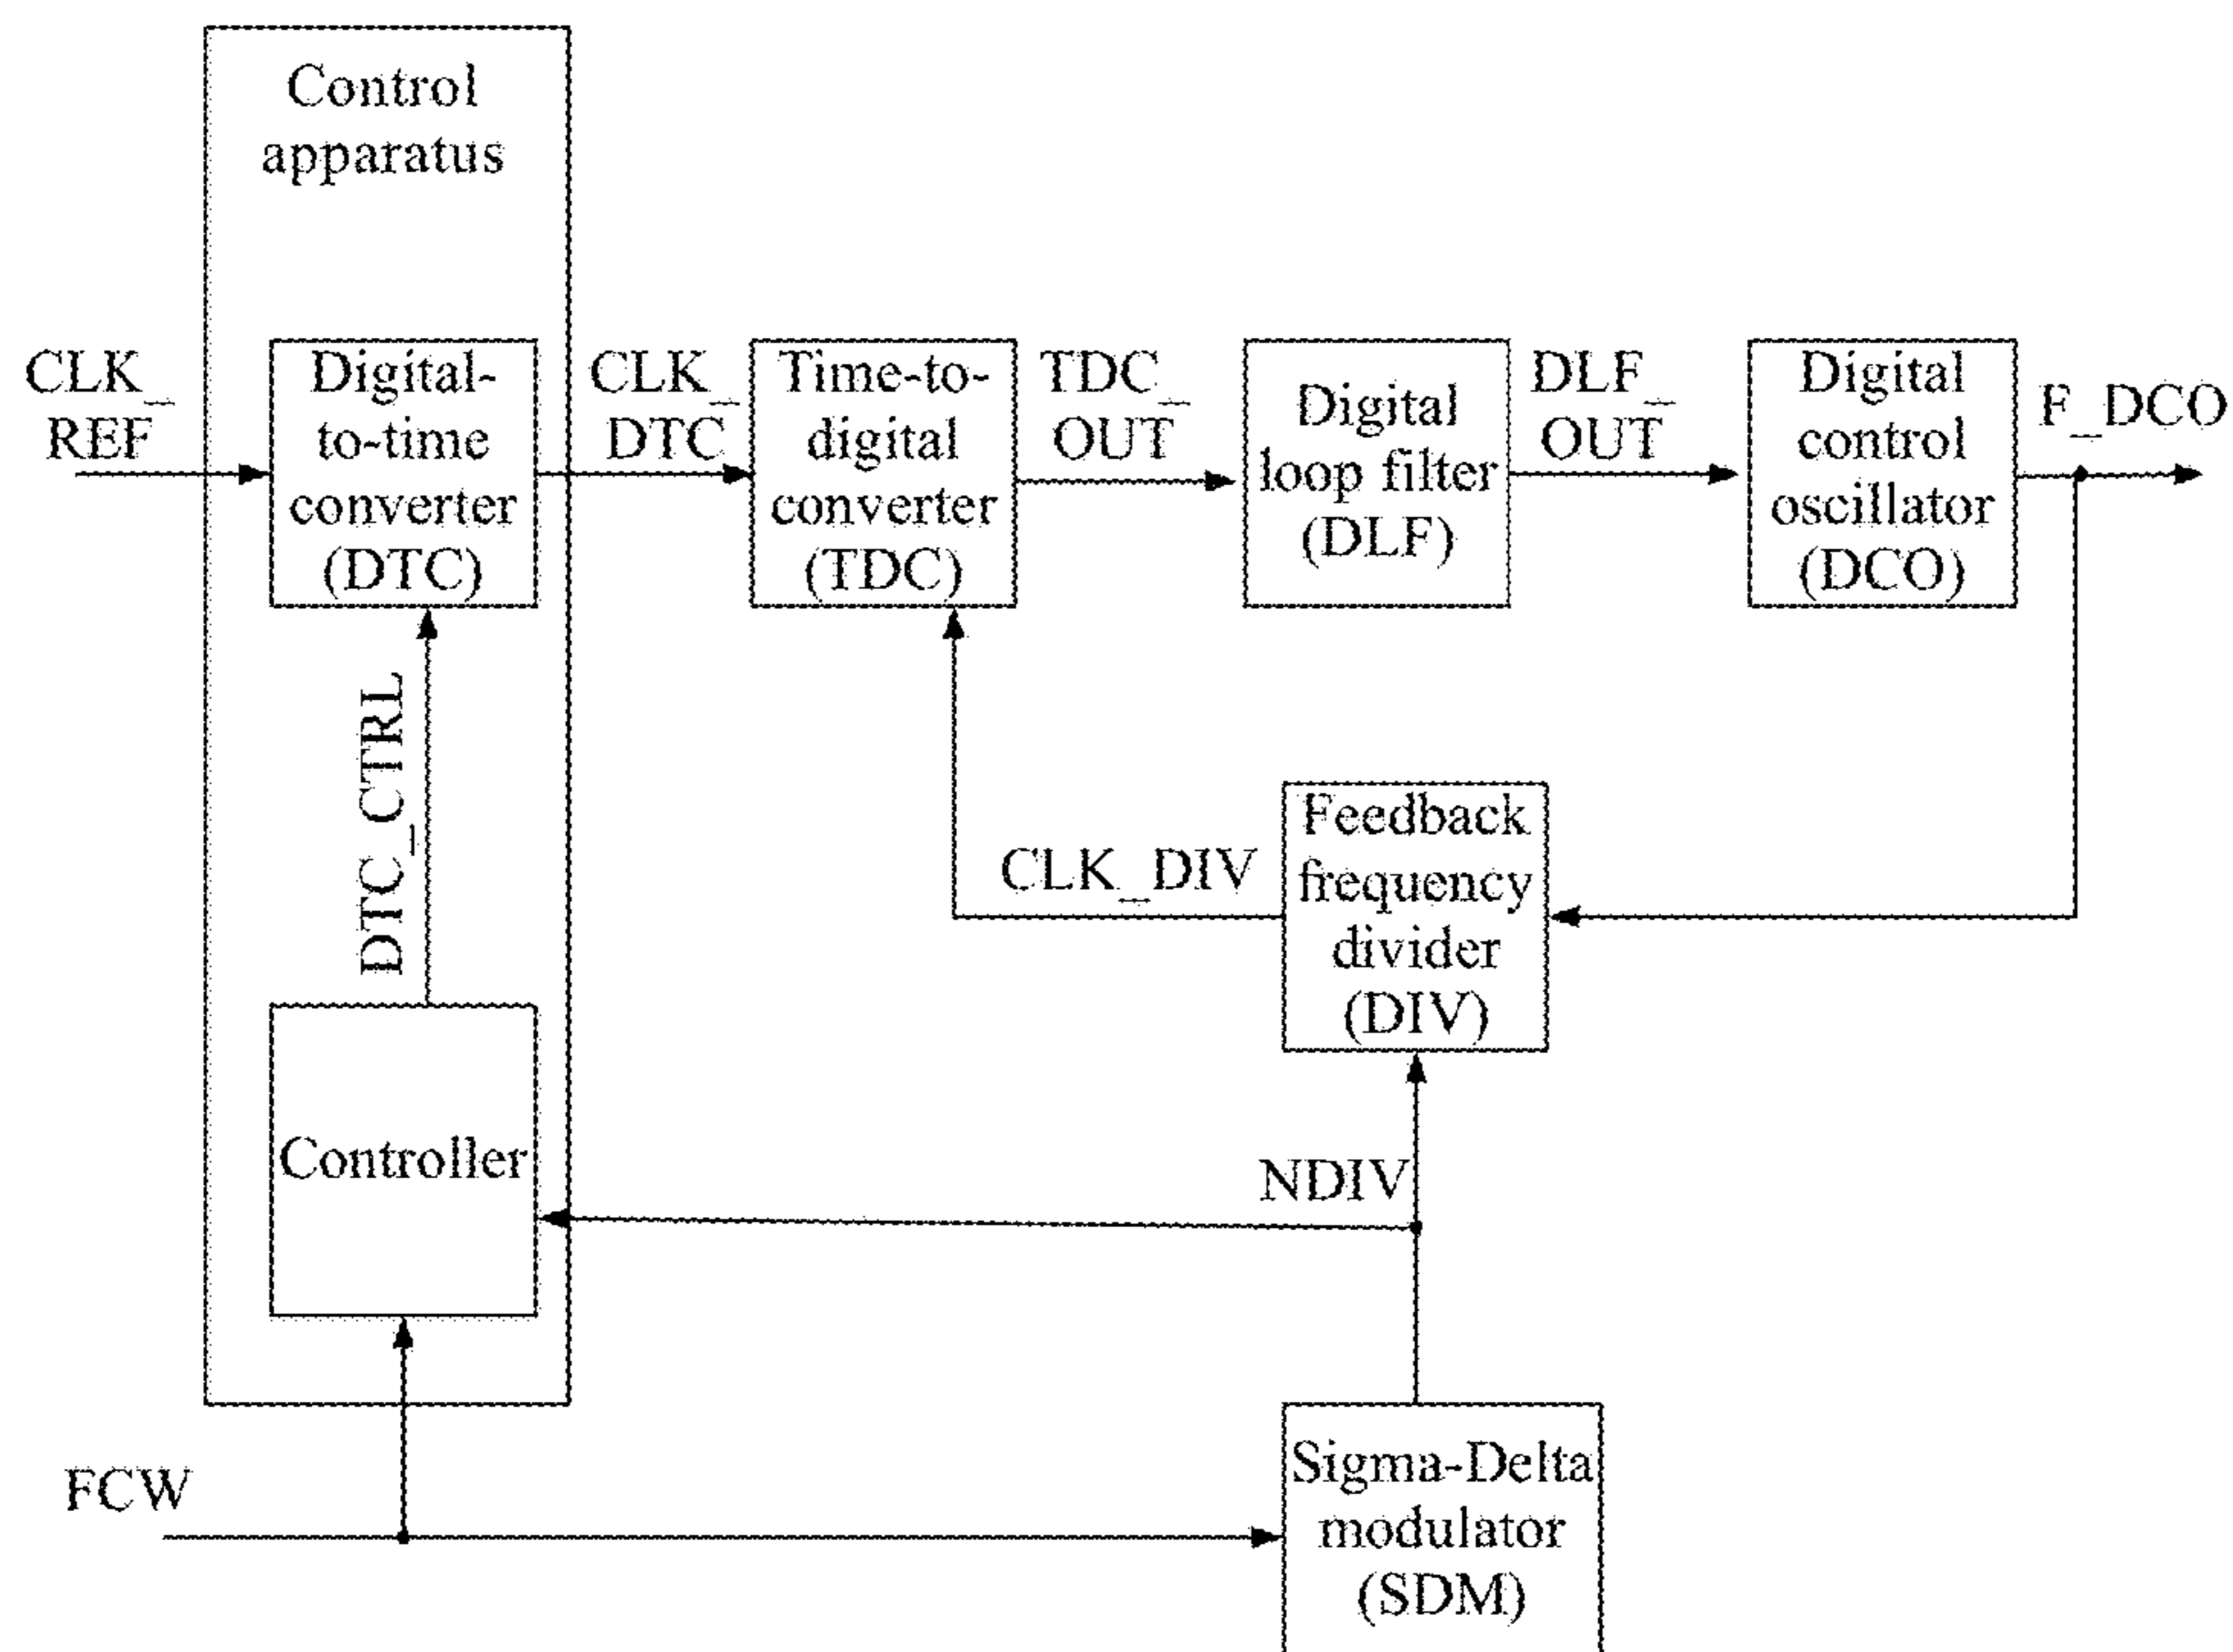 Control
apparatus
CLK_
REF
Digital-
to-time
converter
(DTC)
CLK_
DTC
Time-to-
digital
converter
(TDC)
TDC_
OUT
Digital
loop filter
(DLF)
DLF_
OUT
Digital
control
oscillator
(DCO)
F_DCO
DTC_CTRL
CLK_DIV
Feedback
frequency
divider
(DIV)
Controller
NDIV
FCW
Sigma-Delta
modulator
(SDM)